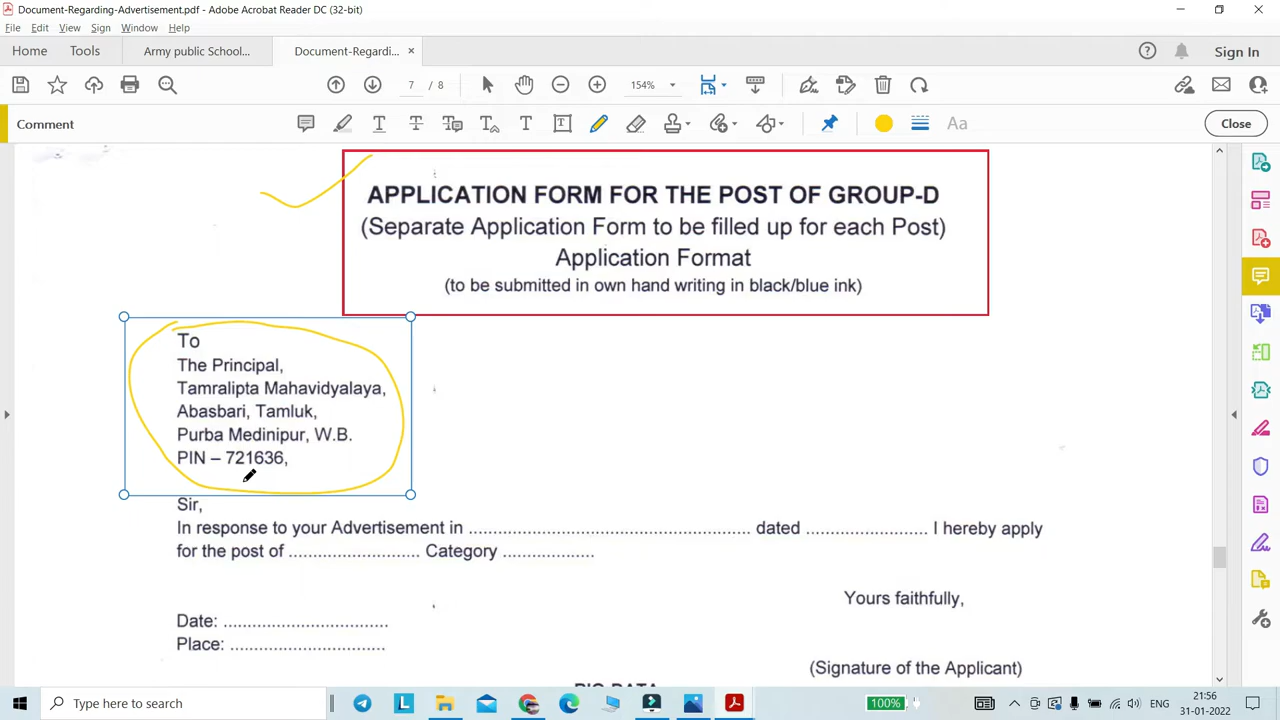 Document-Regarding-Advertisement.pdf - Adobe Acrobat Reader DC (32-bit)
File Edit View Sign Window Help
Home Tools Army public School... Document-Regardi... × Sign In
7 / 8 154%
Comment Aa Close
APPLICATION FORM FOR THE POST OF GROUP-D
(Separate Application Form to be filled up for each Post)
Application Format
(to be submitted in own hand writing in black/blue ink)
To
The Principal,
Tamralipta Mahavidyalaya,
Abasbari, Tamluk,
Purba Medinipur, W.B.
PIN – 721636,
Sir,
In response to your Advertisement in ........................................................ dated ........................ I hereby apply
for the post of .......................... Category ..................
Yours faithfully,
Date: .................................
Place: ...............................
(Signature of the Applicant)
Type here to search
100%
ENG
21:56
31-01-2022